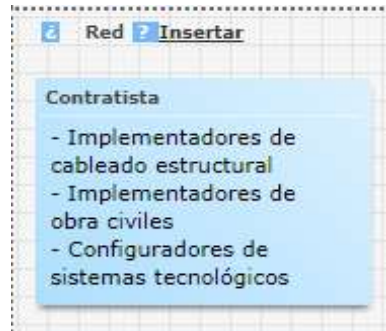 ¿ Red ? Insertar
Contratista
- Implementadores de
cableado estructural
- Implementadores de
obra civiles
- Configuradores de
sistemas tecnológicos